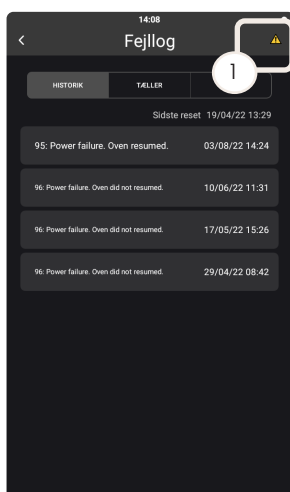 14:08
Fejllog
1
HISTORIK TÆLLER
Sidste reset 19/04/22 13:29
95: Power failure. Oven resumed. 03/08/22 14:24
96: Power failure. Oven did not resumed. 10/06/22 11:31
96: Power failure. Oven did not resumed. 17/05/22 15:26
96: Power failure. Oven did not resumed. 29/04/22 08:42